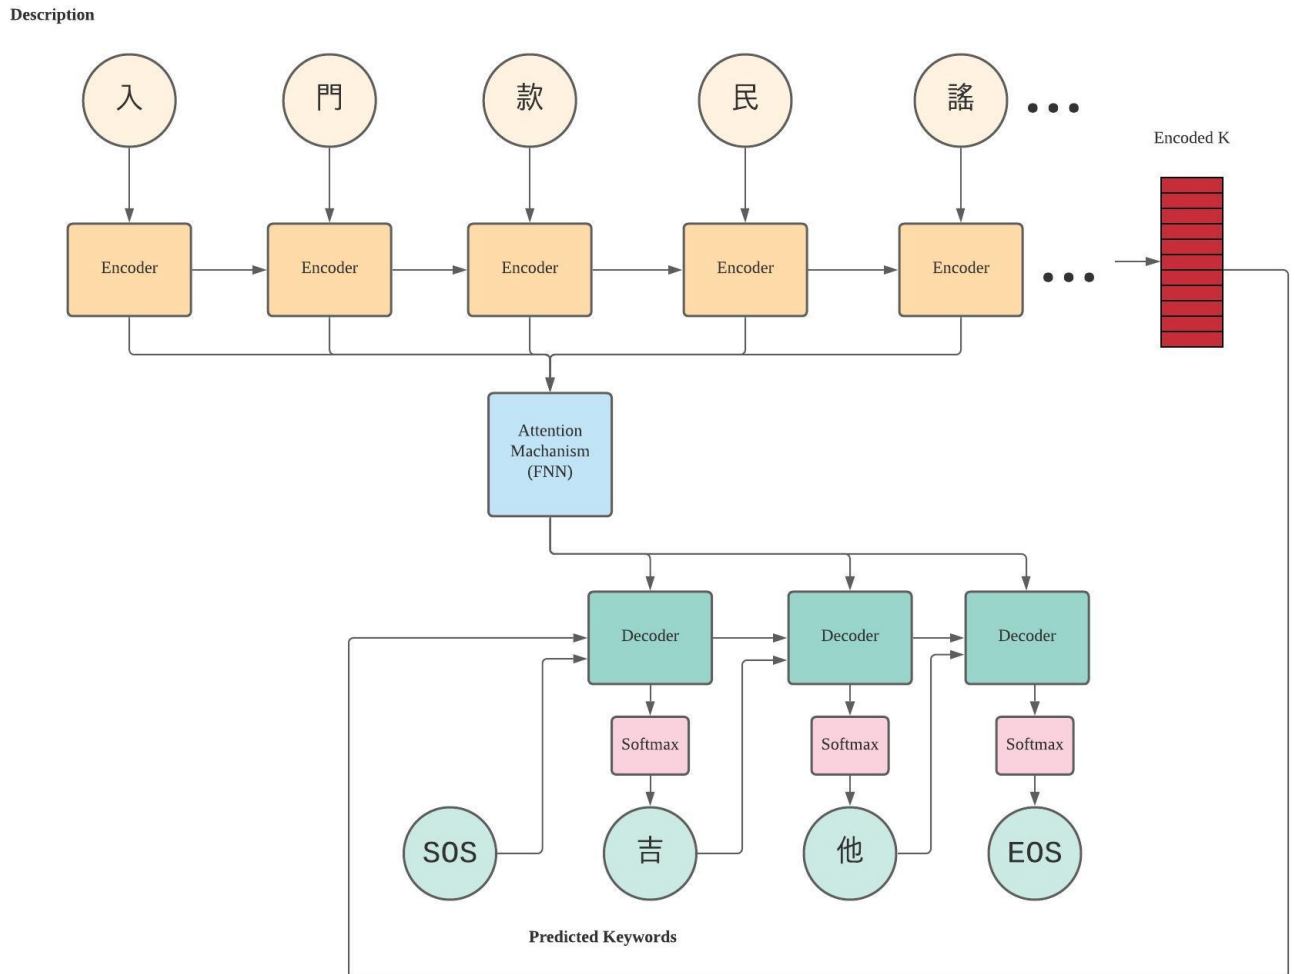 Description
入 門 款 民 謠 ...
Encoded K
Encoder Encoder Encoder Encoder Encoder ...
Attention
Machanism
(FNN)
Decoder Decoder Decoder
Softmax Softmax Softmax
SOS 吉 他 EOS
Predicted Keywords